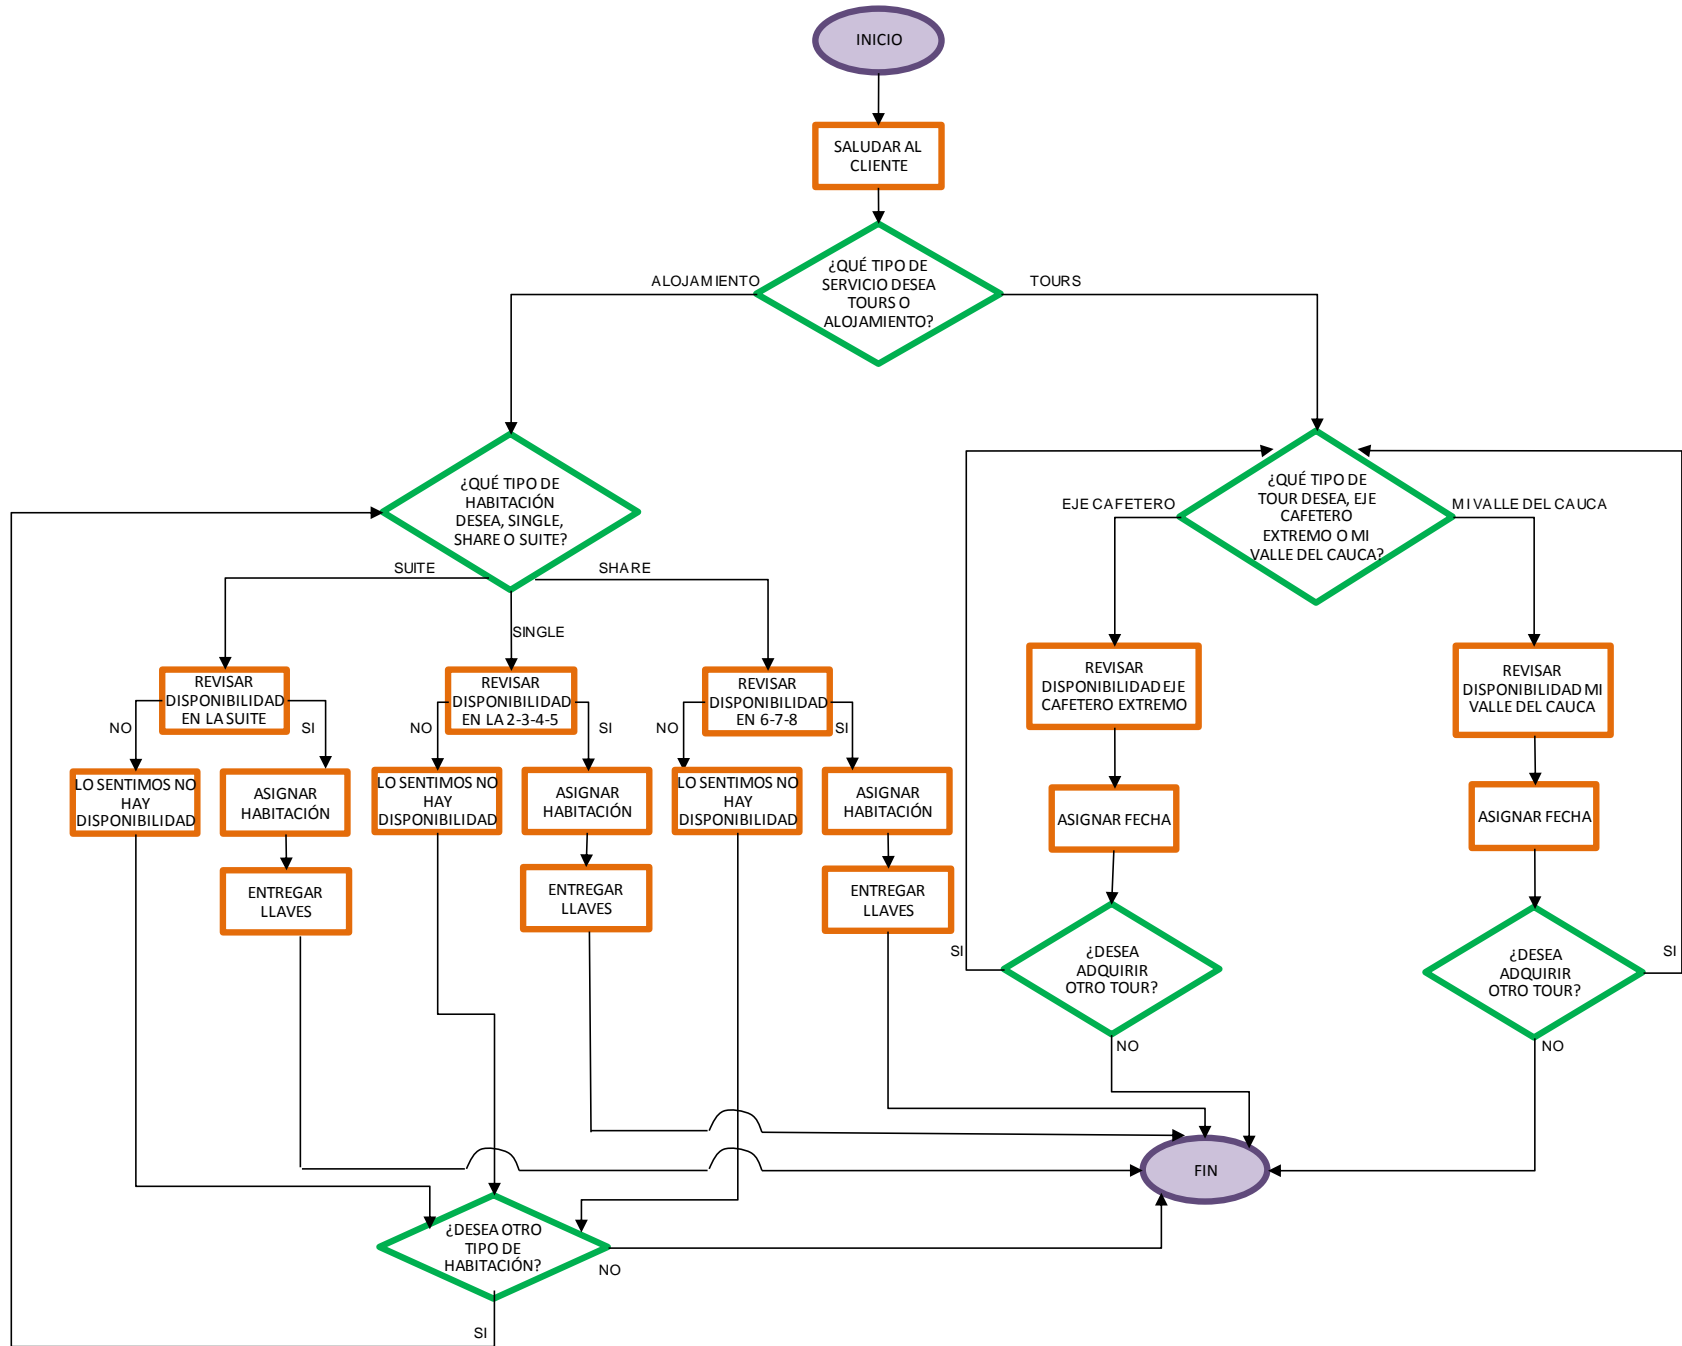 INICIO
SALUDAR AL
CLIENTE
¿QUÉ TIPO DE
SERVICIO DESEA
TOURS O
ALOJAMIENTO?
ALOJAMIENTO
TOURS
¿QUÉ TIPO DE
HABITACIÓN
DESEA, SINGLE,
SHARE O SUITE?
SUITE
SHARE
SINGLE
¿QUÉ TIPO DE
TOUR DESEA, EJE
CAFETERO
EXTREMO O MI
VALLE DEL CAUCA?
EJE CAFETERO
MI VALLE DEL CAUCA
REVISAR
DISPONIBILIDAD
EN LA SUITE
NO
SI
REVISAR
DISPONIBILIDAD
EN LA 2-3-4-5
NO
SI
REVISAR
DISPONIBILIDAD
EN 6-7-8
NO
SI
REVISAR
DISPONIBILIDAD EJE
CAFETERO EXTREMO
REVISAR
DISPONIBILIDAD MI
VALLE DEL CAUCA
LO SENTIMOS NO
HAY
DISPONIBILIDAD
ASIGNAR
HABITACIÓN
LO SENTIMOS NO
HAY
DISPONIBILIDAD
ASIGNAR
HABITACIÓN
LO SENTIMOS NO
HAY
DISPONIBILIDAD
ASIGNAR
HABITACIÓN
ASIGNAR FECHA
ASIGNAR FECHA
ENTREGAR
LLAVES
ENTREGAR
LLAVES
ENTREGAR
LLAVES
¿DESEA
ADQUIRIR
OTRO TOUR?
SI
NO
¿DESEA
ADQUIRIR
OTRO TOUR?
SI
NO
FIN
¿DESEA OTRO
TIPO DE
HABITACIÓN?
NO
SI